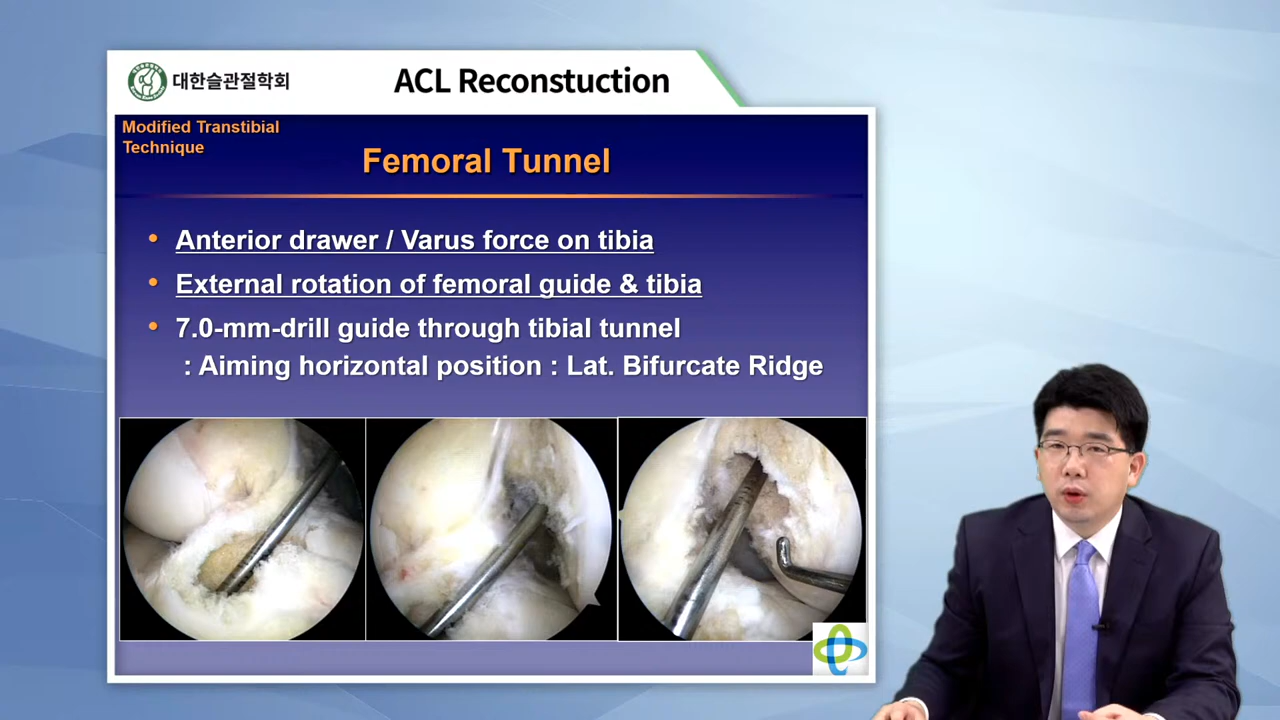 대한슬관절학회
ACL Reconstuction
Modified Transtibial
Technique
Femoral Tunnel
• Anterior drawer / Varus force on tibia
• External rotation of femoral guide & tibia
• 7.0-mm-drill guide through tibial tunnel
: Aiming horizontal position : Lat. Bifurcate Ridge